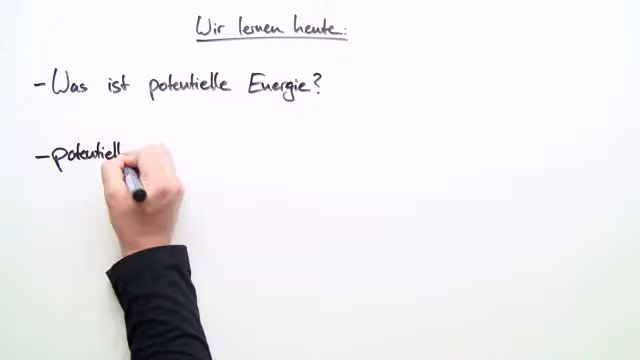 Wir lernen heute:
- Was ist potentielle Energie?
- potentiell